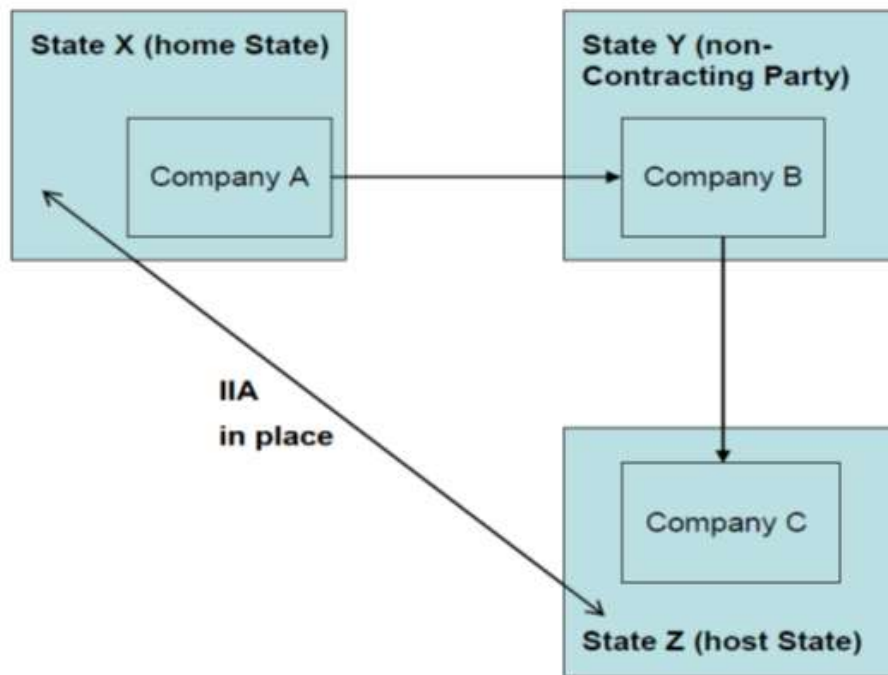 State X (home State)
Company A
State Y (non-
Contracting Party)
Company B
IIA
in place
Company C
State Z (host State)